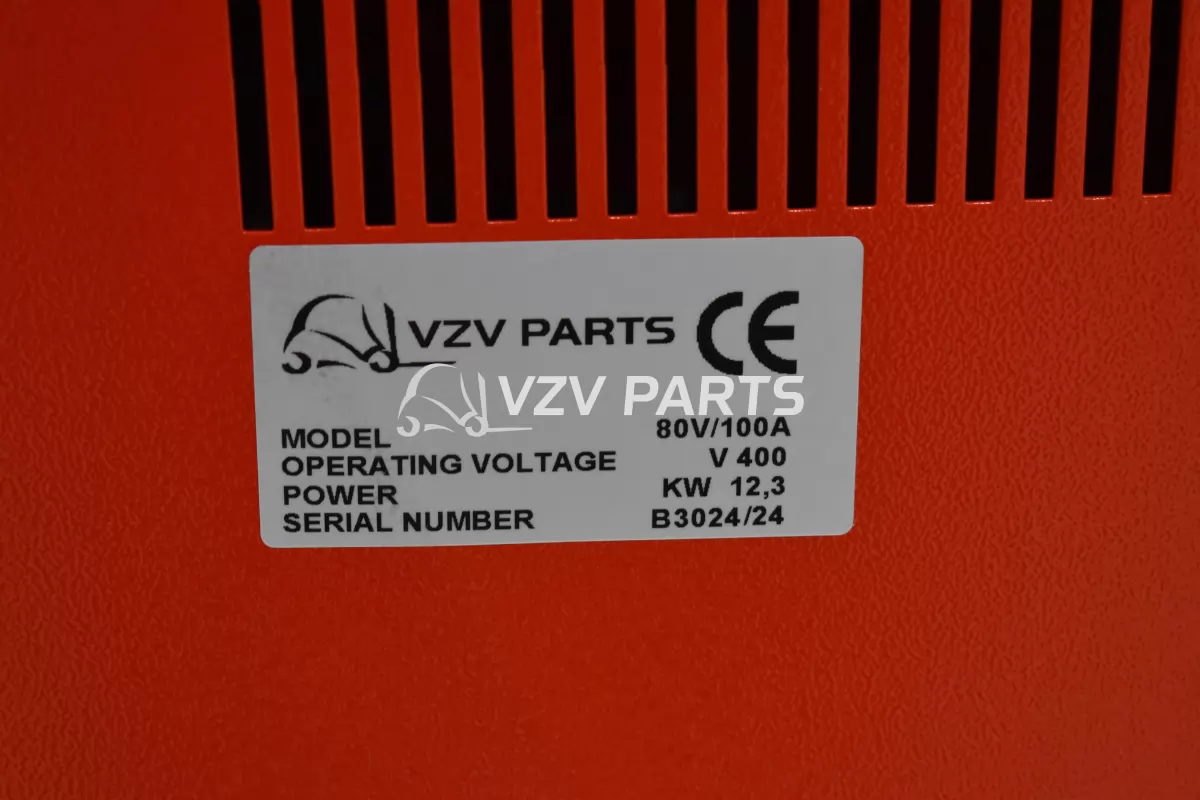 VZV PARTS CE
VZV PARTS
MODEL 80V/100A
OPERATING VOLTAGE V 400
POWER KW 12,3
SERIAL NUMBER B3024/24